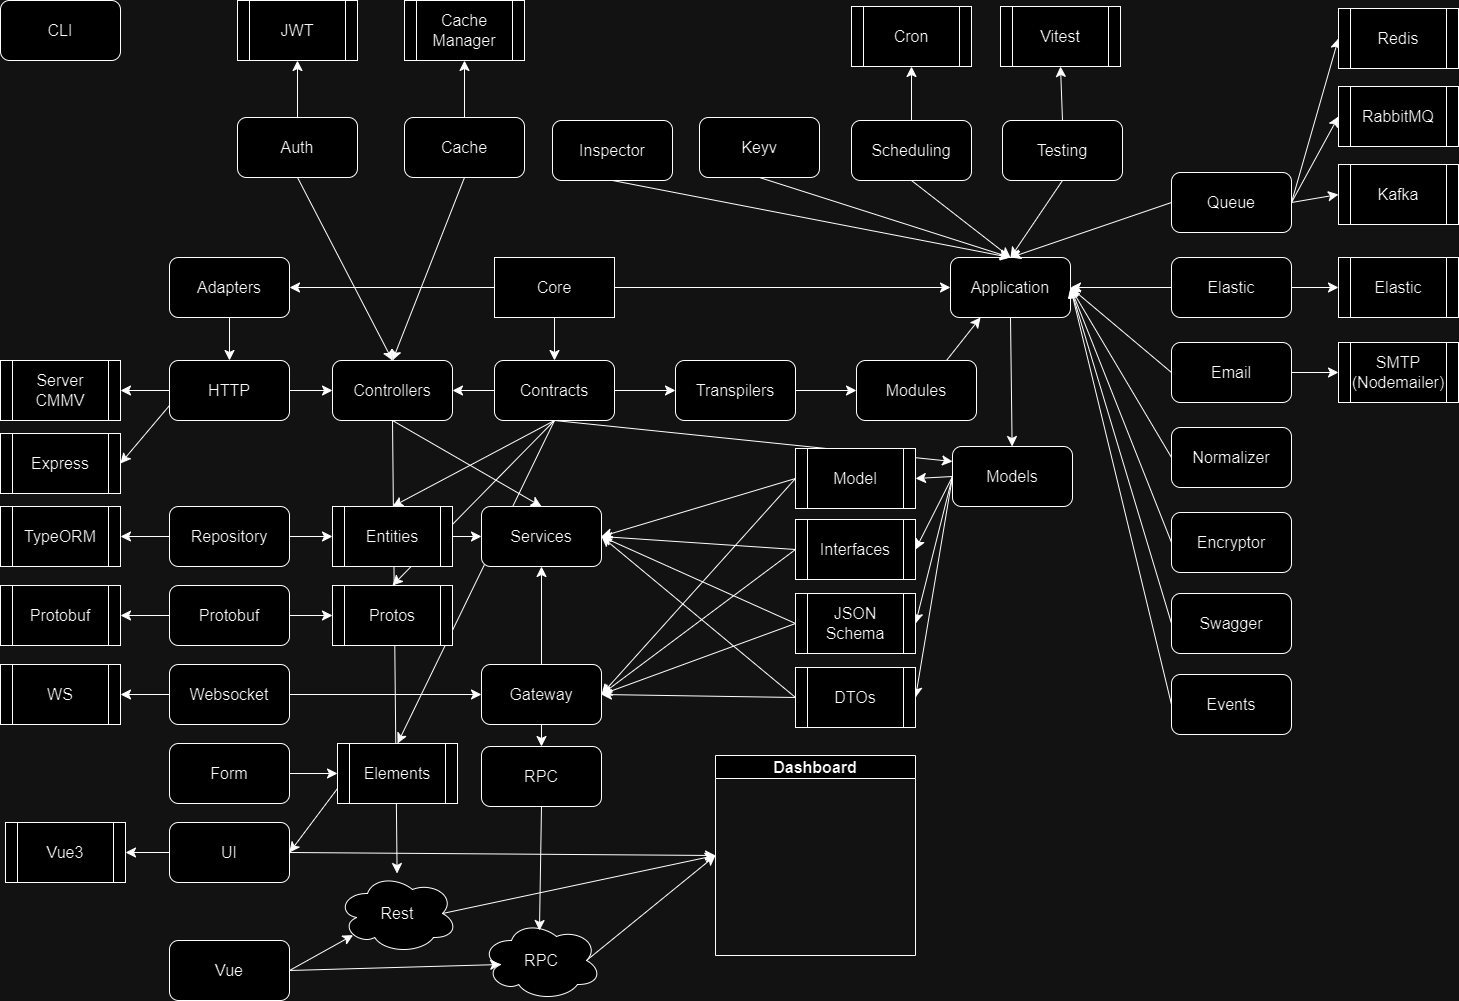 CLI
JWT
Cache
Manager
Cron
Vitest
Redis
RabbitMQ
Auth
Cache
Inspector
Keyv
Scheduling
Testing
Queue
Kafka
Adapters
Core
Application
Elastic
Elastic
Server
CMMV
HTTP
Controllers
Contracts
Transpilers
Modules
Email
SMTP
(Nodemailer)
Express
Model
Models
Normalizer
TypeORM
Repository
Entities
Services
Interfaces
Encryptor
Protobuf
Protobuf
Protos
JSON
Schema
Swagger
WS
Websocket
Gateway
DTOs
Events
Form
Elements
RPC
Dashboard
Vue3
UI
Rest
Vue
RPC